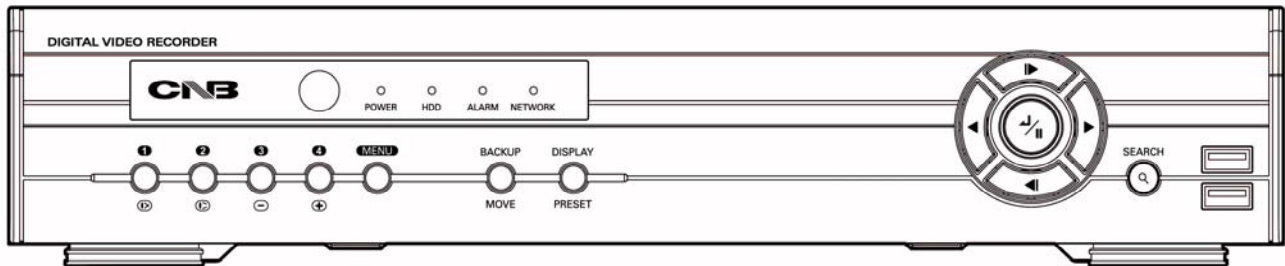 DIGITAL VIDEO RECORDER
CNB
POWER HDD ALARM NETWORK
1 2 3 4 MENU BACKUP DISPLAY
MOVE PRESET
SEARCH